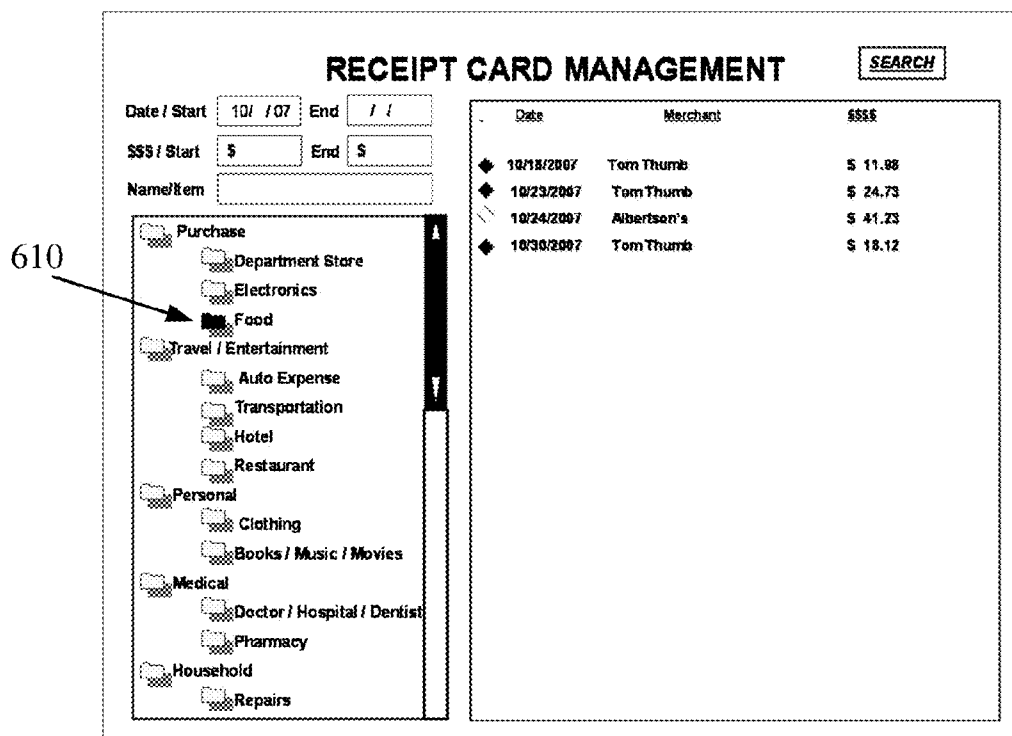 RECEIPT CARD MANAGEMENT
SEARCH
Date / Start 10/ / 07 End / /
$$$ / Start $ End $
Name/Item
Purchase
Department Store
Electronics
610
Food
Travel / Entertainment
Auto Expense
Transportation
Hotel
Restaurant
Personal
Clothing
Books / Music / Movies
Medical
Doctor / Hospital / Dentist
Pharmacy
Household
Repairs
Date Merchant $$$$
10/18/2007 Tom Thumb $ 11.98
10/23/2007 Tom Thumb $ 24.73
10/24/2007 Albertson's $ 41.23
10/30/2007 Tom Thumb $ 18.12